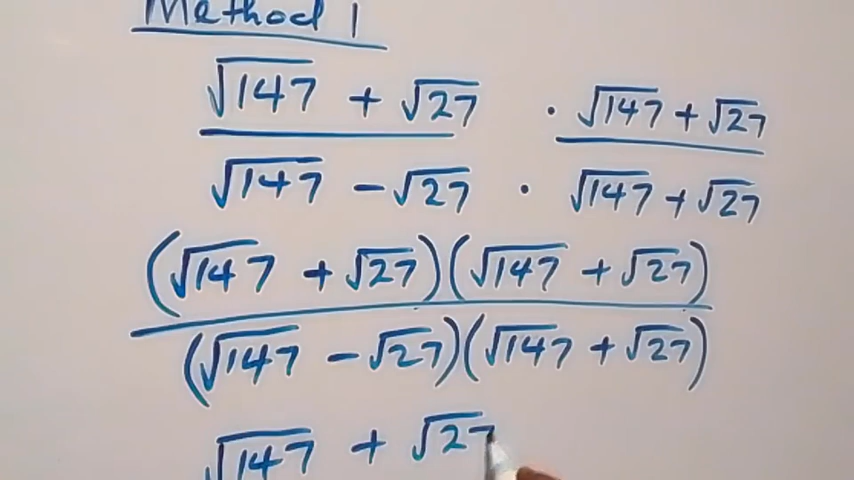 Method 1
√147 + √27 · √147 + √27
√147 - √27 · √147 + √27
(√147 + √27)(√147 + √27)
(√147 - √27)(√147 + √27)
√147 + √27